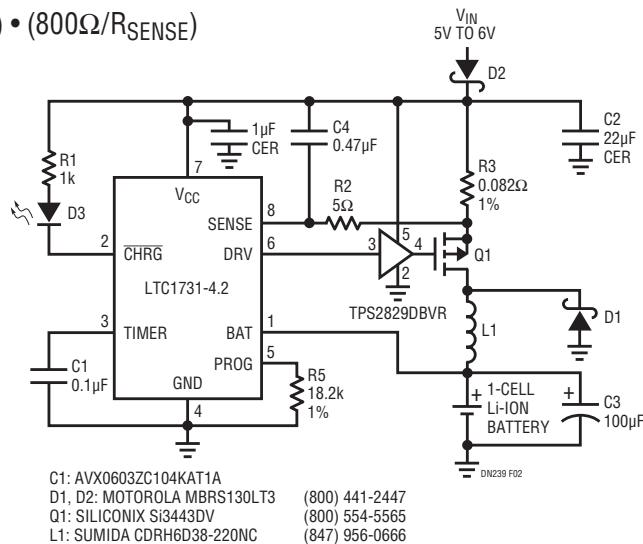 ) • (800Ω/RSENSE)
VIN
5V TO 6V
D2
1µF
CER
C4
0.47µF
C2
22µF
CER
R1
1k
7
VCC
R3
0.082Ω
1%
D3
SENSE
8
R2
5Ω
2
CHRG
DRV
6
3
5
4
2
Q1
LTC1731-4.2
TPS2829DBVR
3
TIMER
BAT
1
L1
D1
C1
0.1µF
PROG
5
R5
18.2k
1%
GND
4
+
1-CELL
Li-ION
BATTERY
+
C3
100µF
DN239 F02
C1: AVX0603ZC104KAT1A
D1, D2: MOTOROLA MBRS130LT3 (800) 441-2447
Q1: SILICONIX Si3443DV (800) 554-5565
L1: SUMIDA CDRH6D38-220NC (847) 956-0666